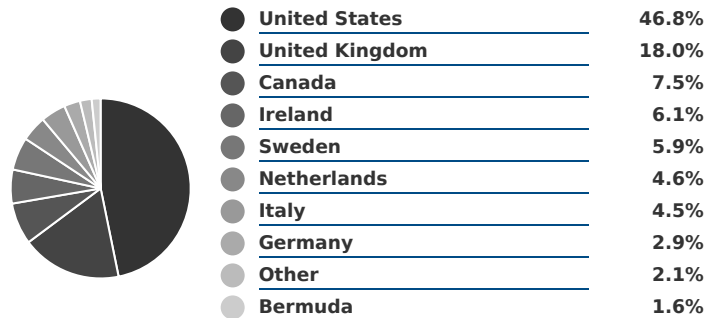 United States 46.8%
United Kingdom 18.0%
Canada 7.5%
Ireland 6.1%
Sweden 5.9%
Netherlands 4.6%
Italy 4.5%
Germany 2.9%
Other 2.1%
Bermuda 1.6%